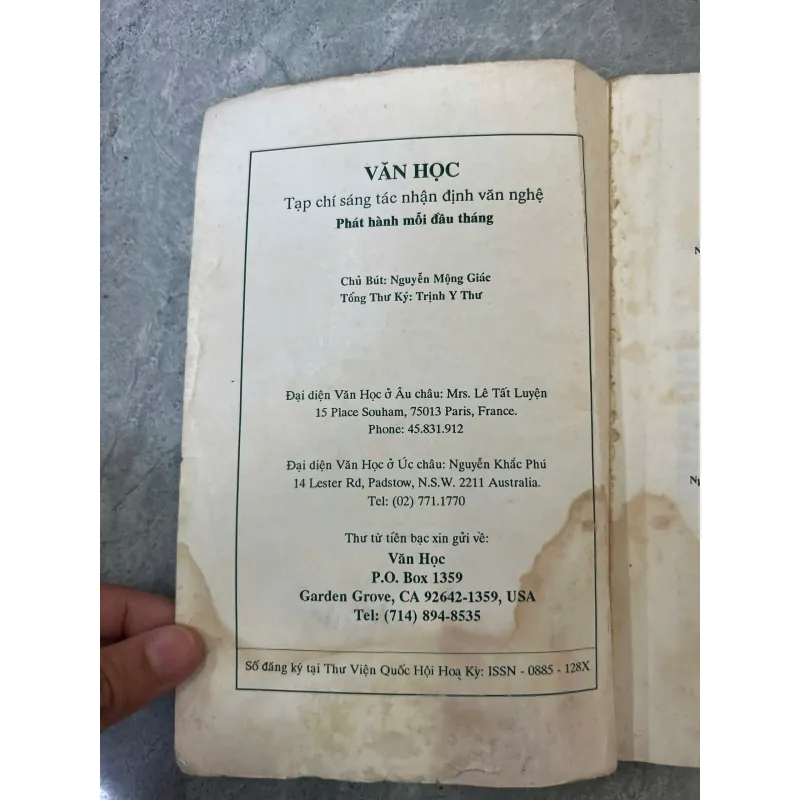 VĂN HỌC
Tạp chí sáng tác nhận định văn nghệ
Phát hành mỗi đầu tháng
Chủ Bút: Nguyễn Mộng Giác
Tổng Thư Ký: Trịnh Y Thư
Đại diện Văn Học ở Âu châu: Mrs. Lê Tất Luyện
15 Place Souham, 75013 Paris, France.
Phone: 45.831.912
Đại diện Văn Học ở Úc châu: Nguyễn Khắc Phú
14 Lester Rd, Padstow, N.S.W. 2211 Australia.
Tel: (02) 771.1770
Thư từ tiền bạc xin gửi về:
Văn Học
P.O. Box 1359
Garden Grove, CA 92642-1359, USA
Tel: (714) 894-8535
Số đăng ký tại Thư Viện Quốc Hội Hoa Kỳ: ISSN - 0885 - 128X